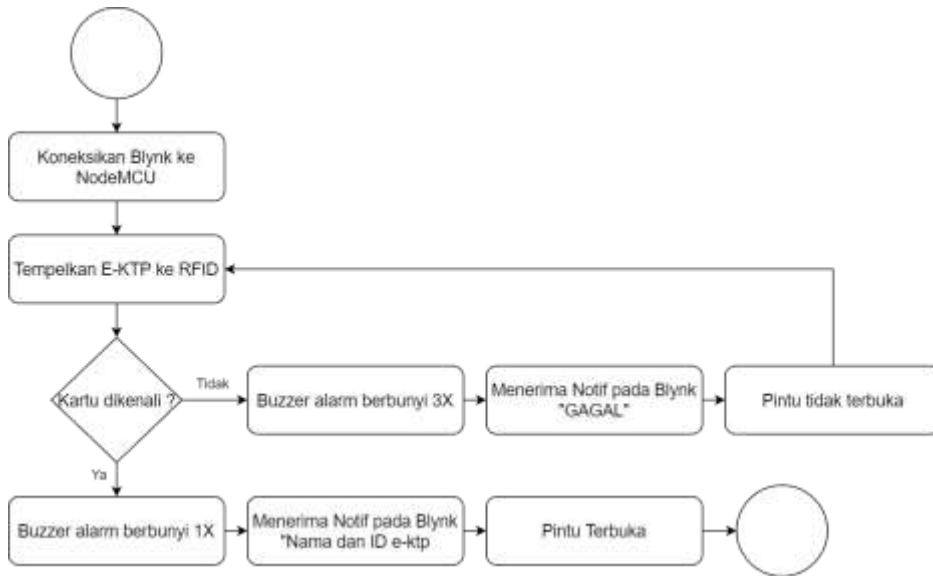 Koneksikan Blynk ke
NodeMCU
Tempelkan E-KTP ke RFID
Kartu dikenali ?
Tidak
Buzzer alarm berbunyi 3X
Menerima Notif pada Blynk
"GAGAL"
Pintu tidak terbuka
Ya
Buzzer alarm berbunyi 1X
Menerima Notif pada Blynk
"Nama dan ID e-ktp
Pintu Terbuka